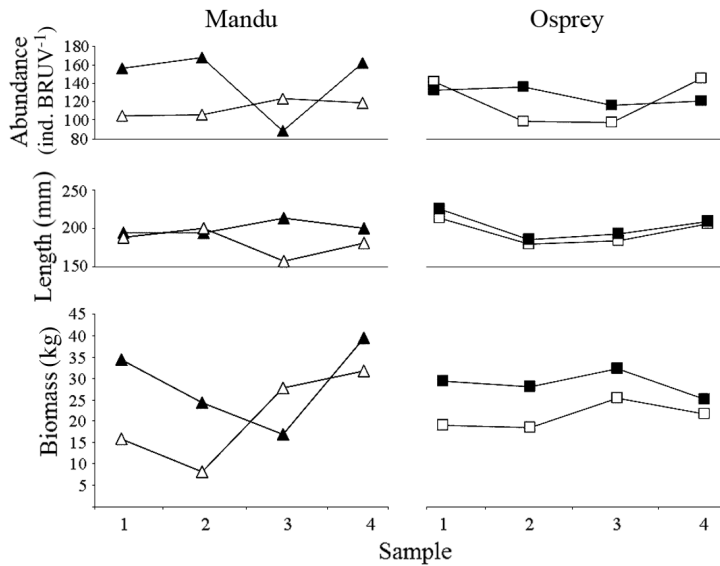 Mandu
Osprey
Abundance
(ind. BRUV⁻¹)
180
160
140
120
100
80
Length (mm)
250
200
150
Biomass (kg)
45
40
35
30
25
20
15
10
5
1 2 3 4
1 2 3 4
Sample